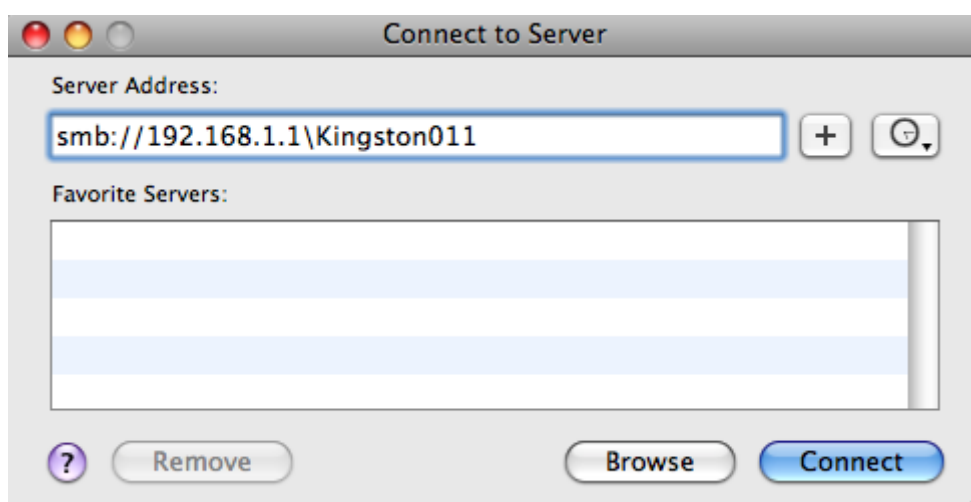 Connect to Server
Server Address:
smb://192.168.1.1\Kingston011
+
Favorite Servers:
? Remove Browse Connect